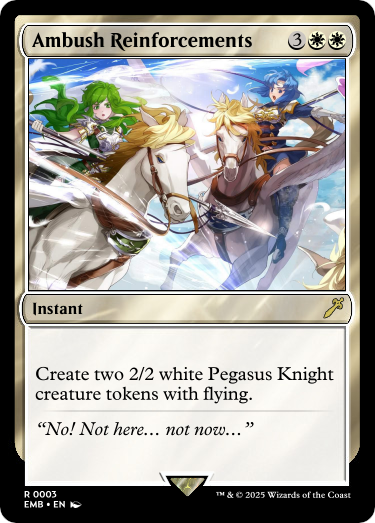 Ambush Reinforcements 3
Instant
Create two 2/2 white Pegasus Knight
creature tokens with flying.
“No! Not here… not now…”
R 0003
EMB • EN
™ & © 2025 Wizards of the Coast